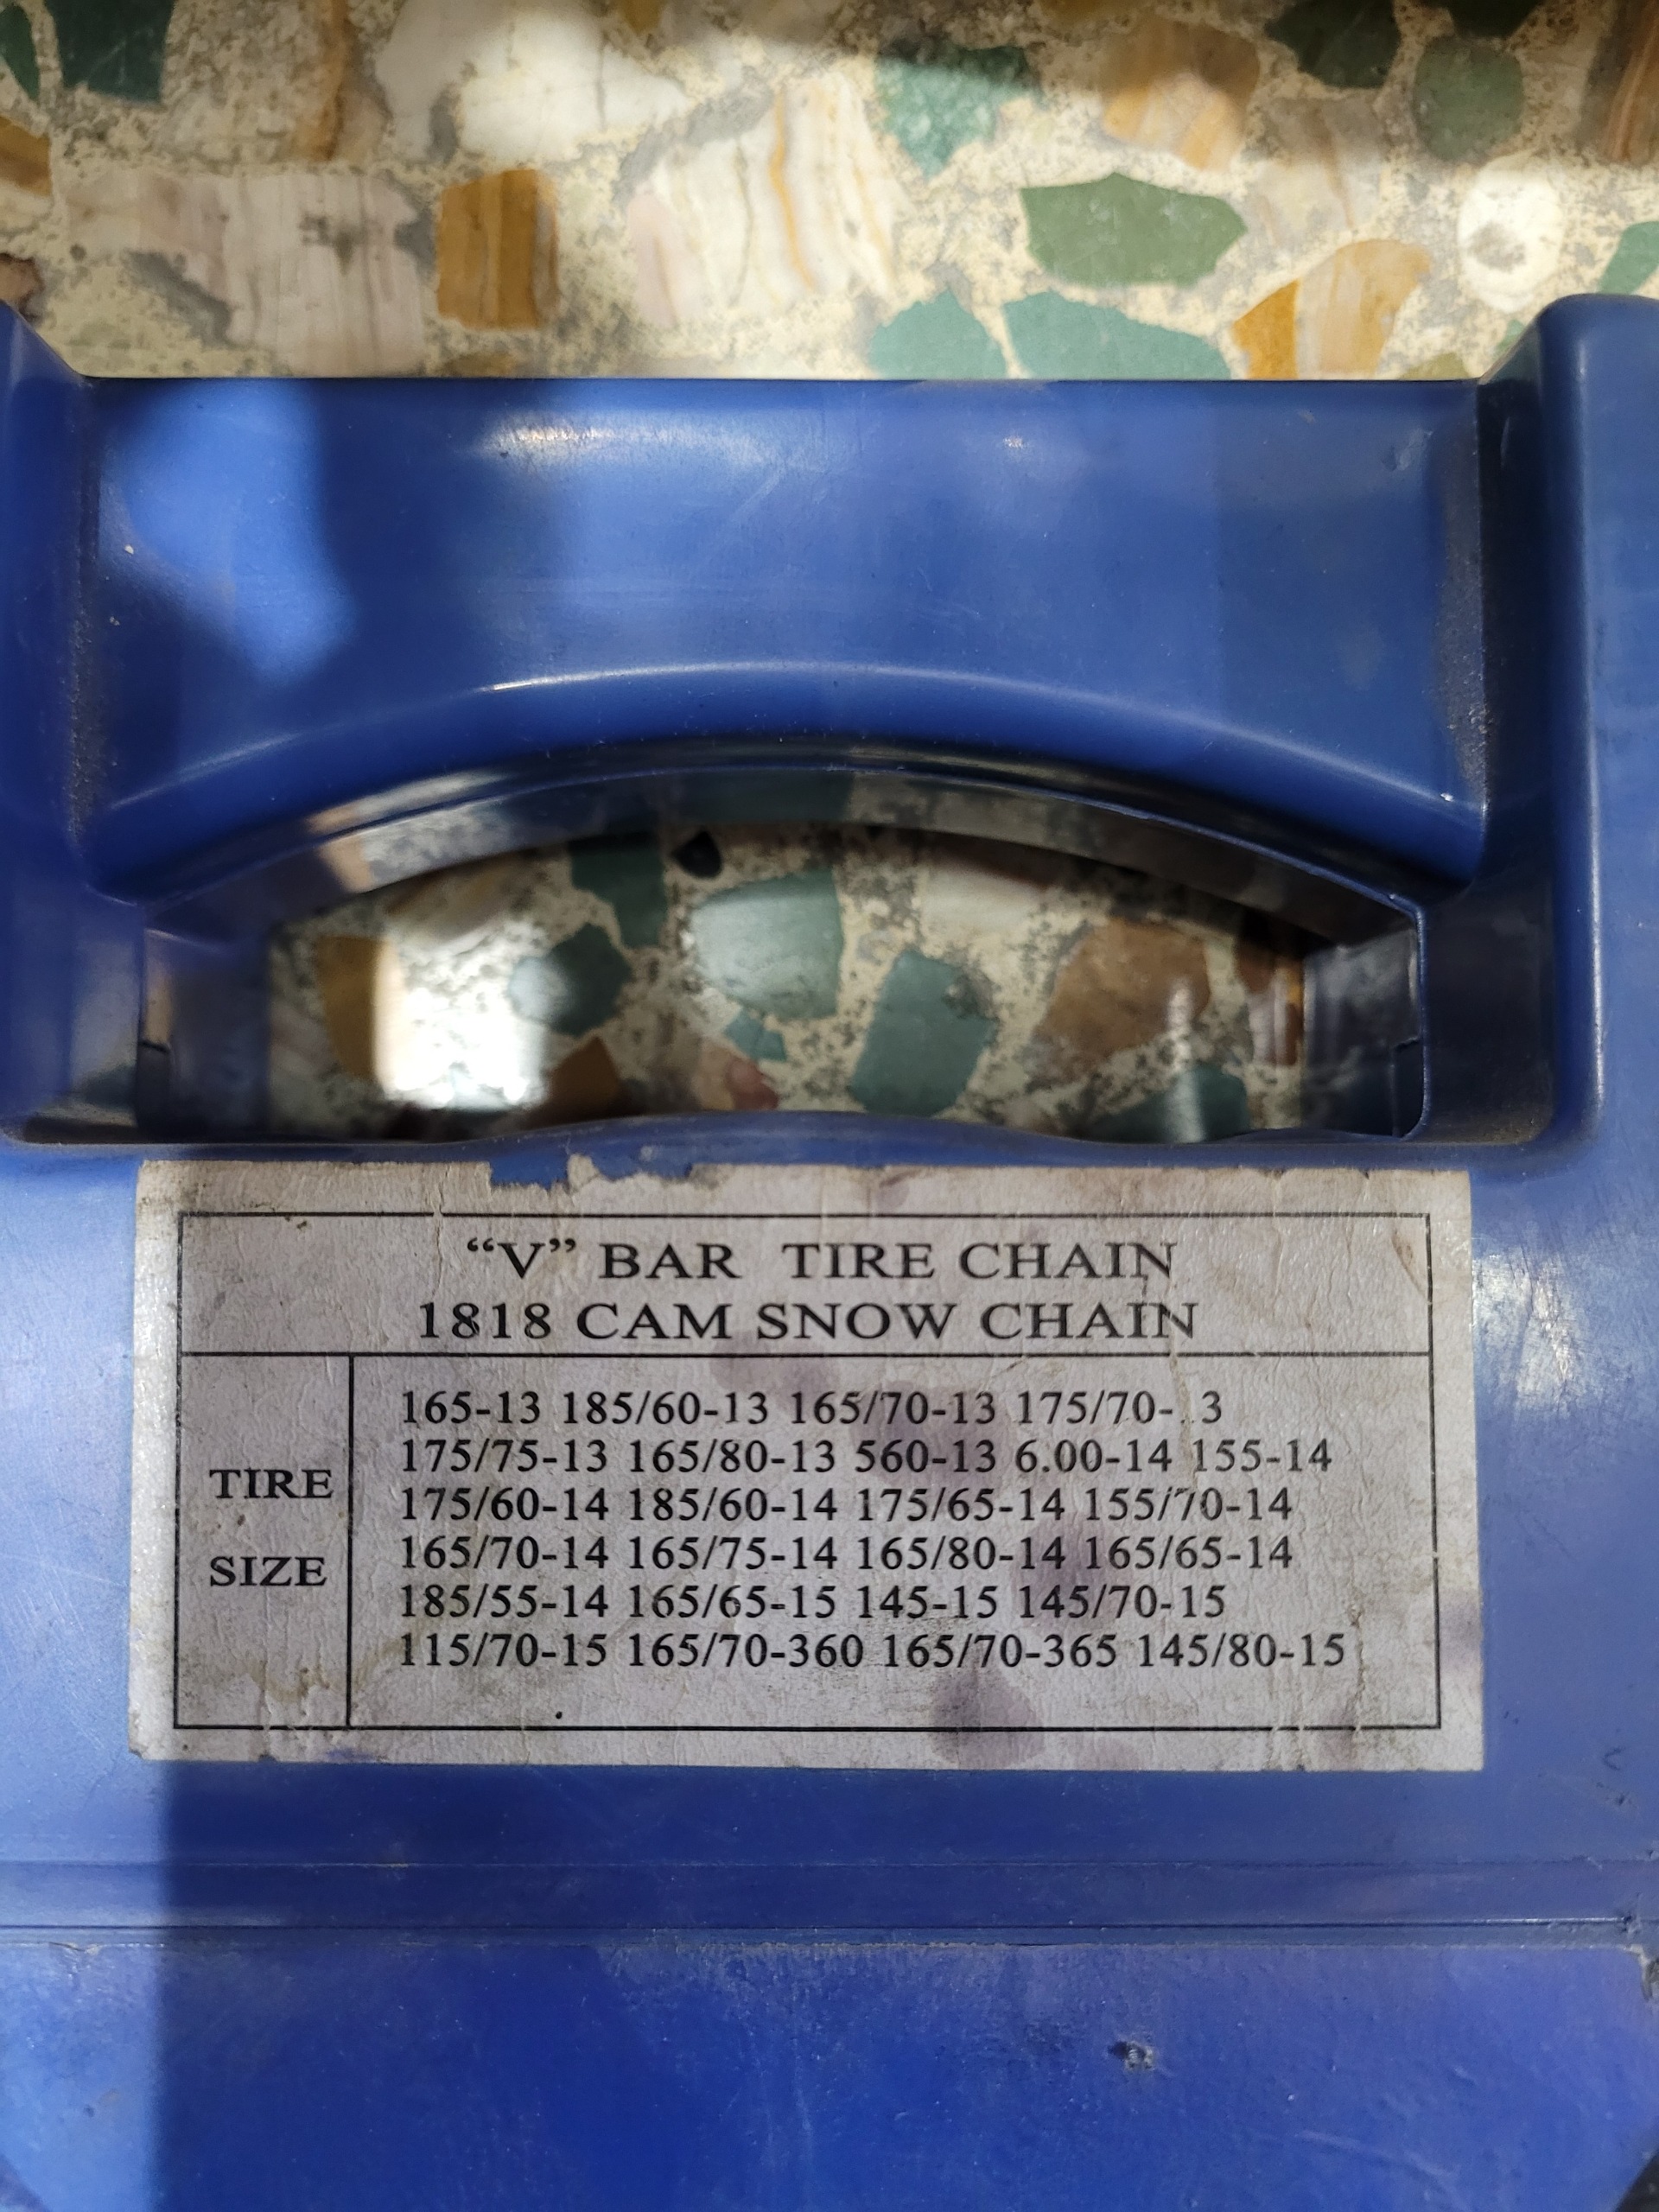 “V” BAR TIRE CHAIN
1818 CAM SNOW CHAIN
TIRE
SIZE
165-13 185/60-13 165/70-13 175/70- 3
175/75-13 165/80-13 560-13 6.00-14 155-14
175/60-14 185/60-14 175/65-14 155/70-14
165/70-14 165/75-14 165/80-14 165/65-14
185/55-14 165/65-15 145-15 145/70-15
115/70-15 165/70-360 165/70-365 145/80-15